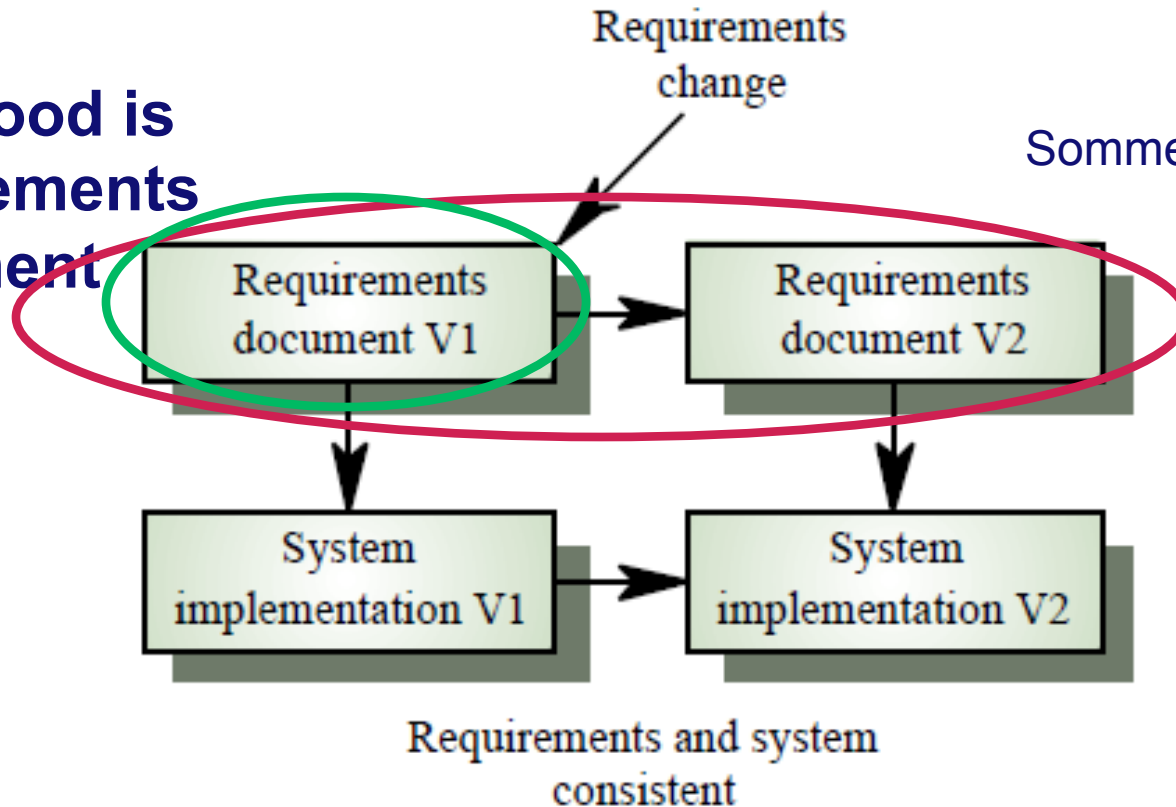 Requirements
change
ood is
ements
ent
Somme
Requirements
document V1
Requirements
document V2
System
implementation V1
System
implementation V2
Requirements and system
consistent